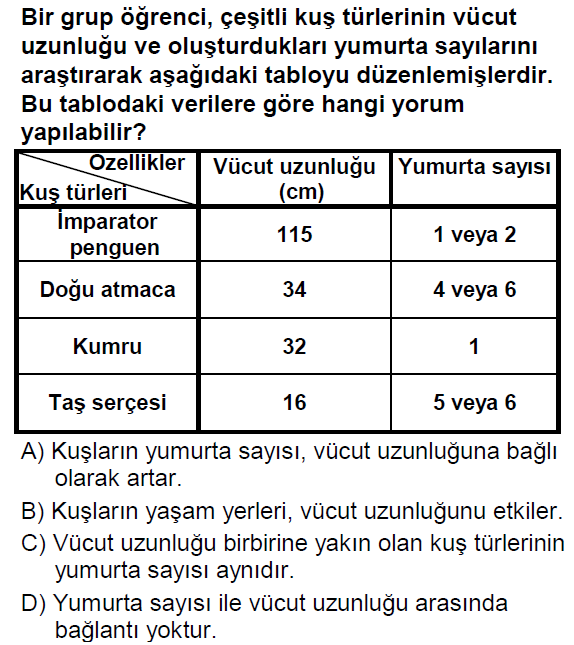 Bir grup öğrenci, çeşitli kuş türlerinin vücut
uzunluğu ve oluşturdukları yumurta sayılarını
araştırarak aşağıdaki tabloyu düzenlemişlerdir.
Bu tablodaki verilere göre hangi yorum
yapılabilir?
Özellikler
Kuş türleri
Vücut uzunluğu
(cm)
Yumurta sayısı
İmparator
penguen
115
1 veya 2
Doğu atmaca
34
4 veya 6
Kumru
32
1
Taş serçesi
16
5 veya 6
A) Kuşların yumurta sayısı, vücut uzunluğuna bağlı
olarak artar.
B) Kuşların yaşam yerleri, vücut uzunluğunu etkiler.
C) Vücut uzunluğu birbirine yakın olan kuş türlerinin
yumurta sayısı aynıdır.
D) Yumurta sayısı ile vücut uzunluğu arasında
bağlantı yoktur.